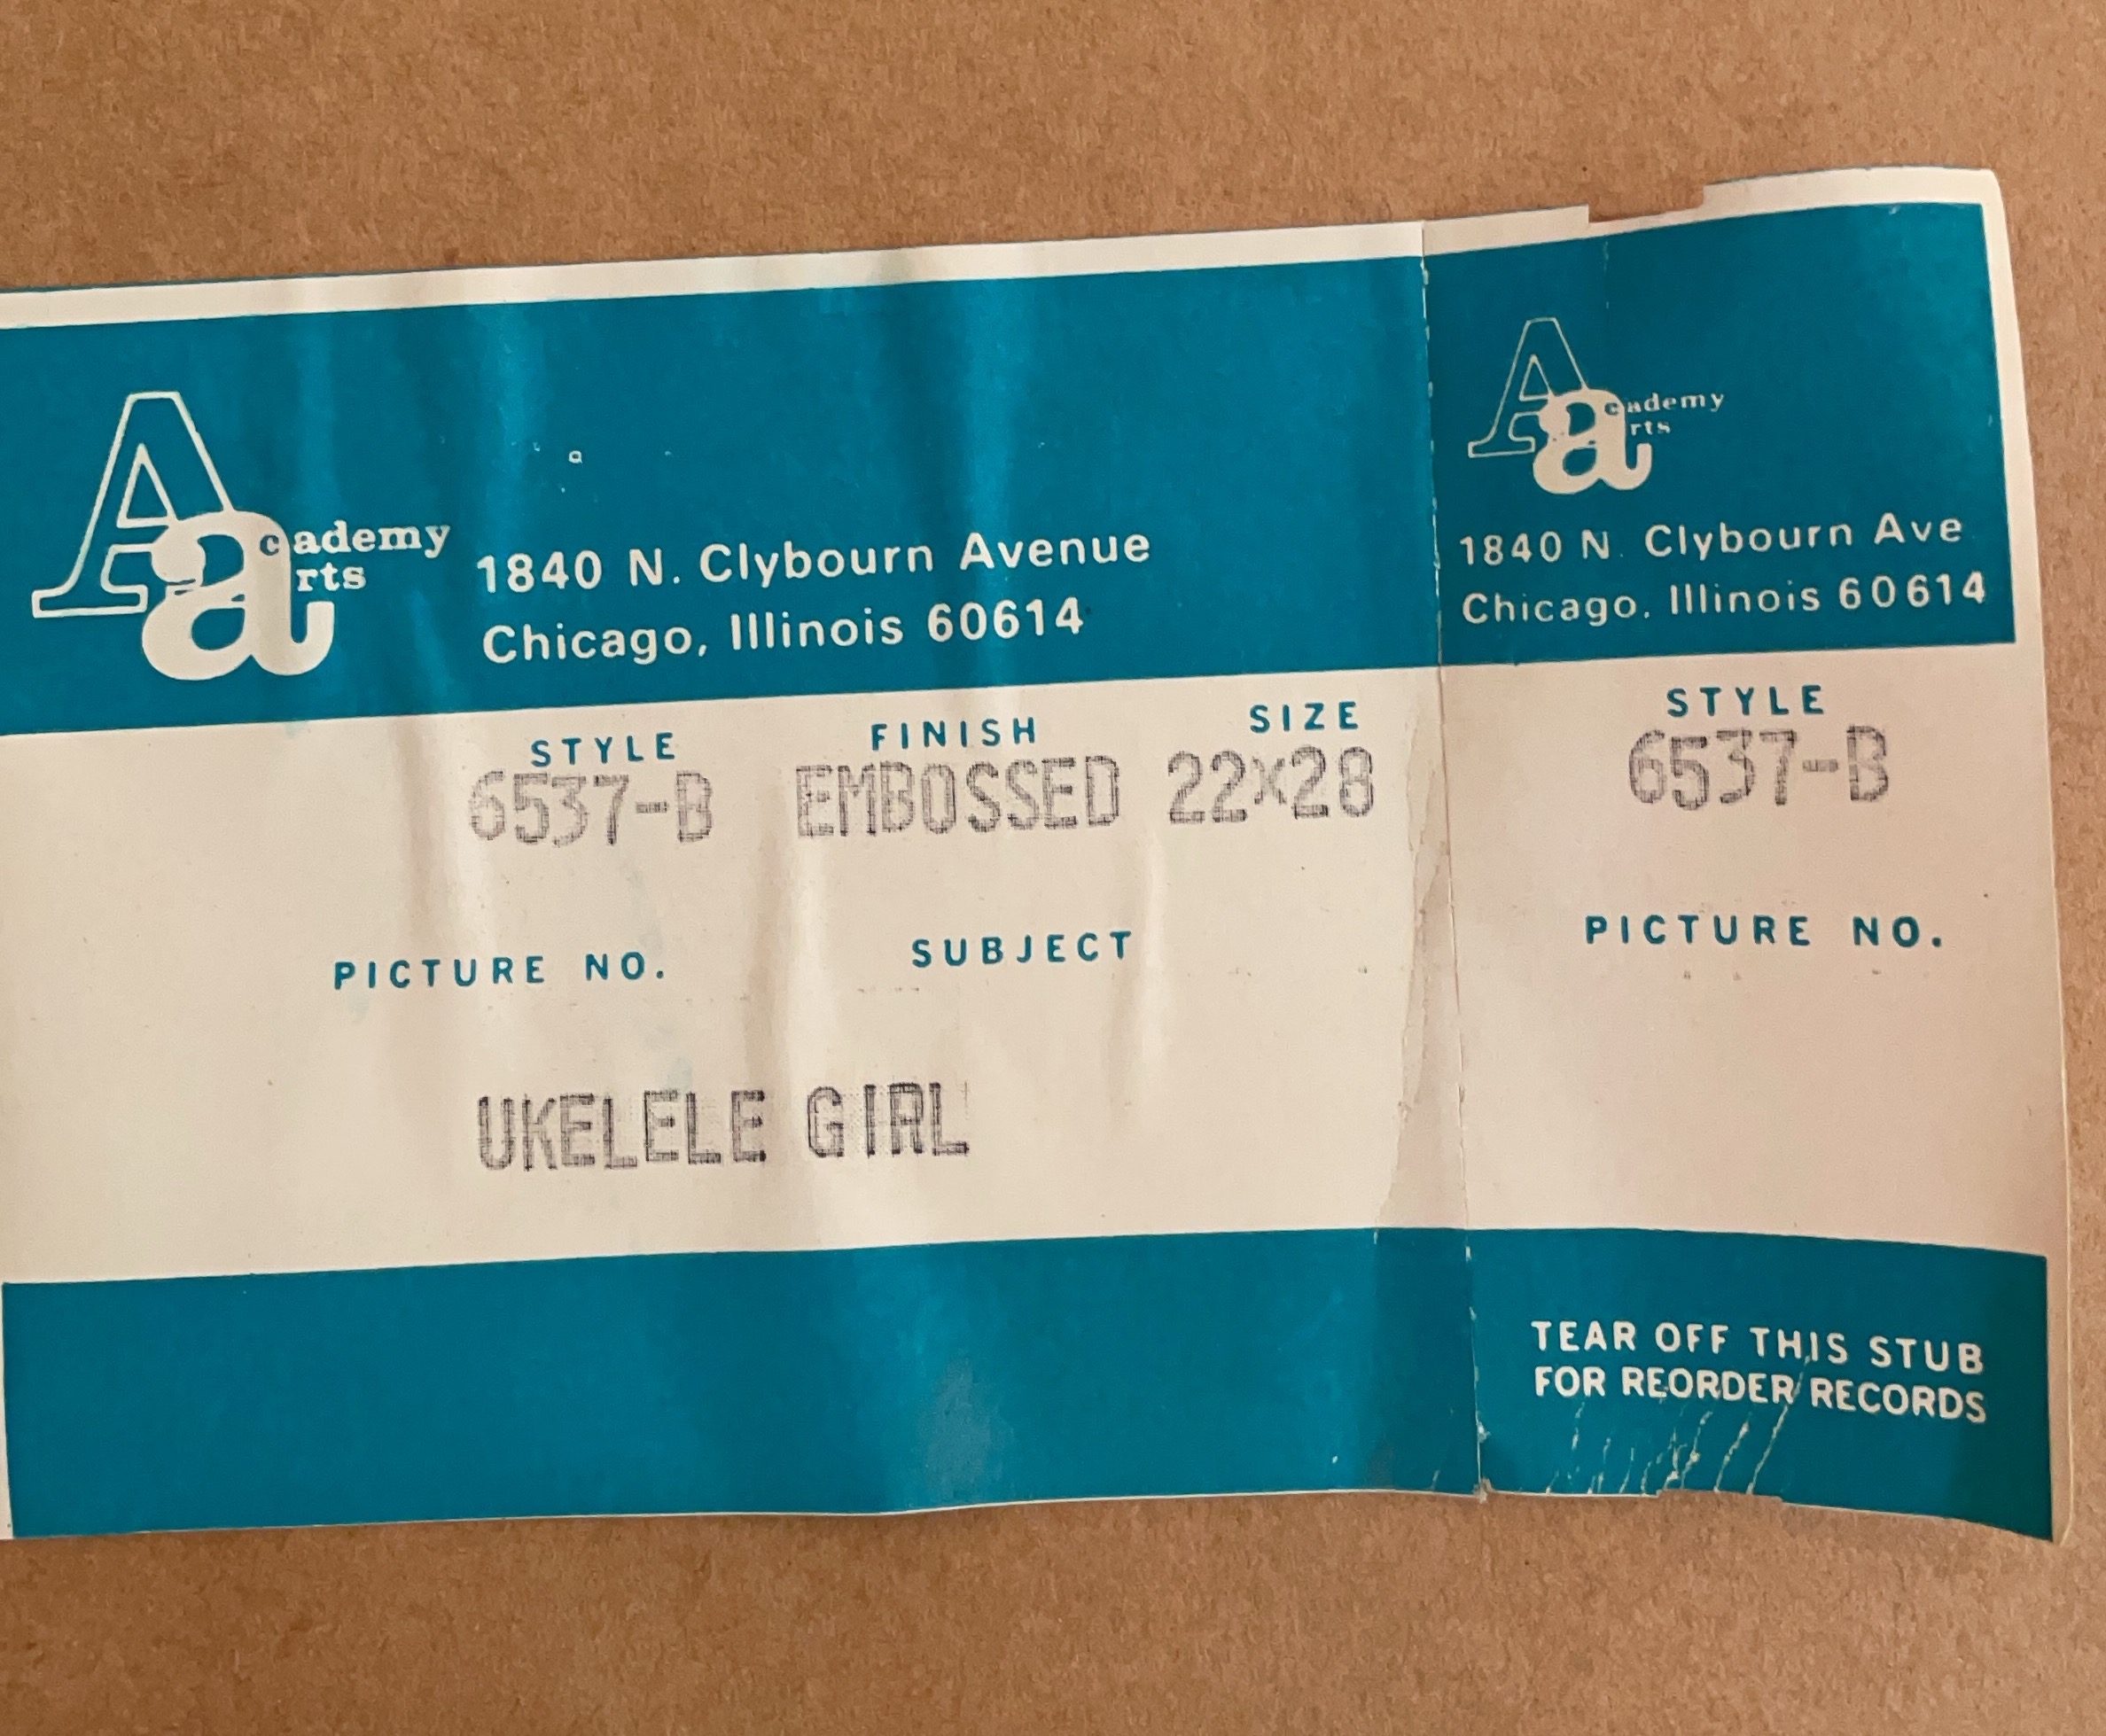 Academy
arts
1840 N. Clybourn Avenue
Chicago, Illinois 60614
STYLE FINISH SIZE
6537-B EMBOSSED 22x28
PICTURE NO. SUBJECT
UKELELE GIRL
Academy
arts
1840 N. Clybourn Ave
Chicago, Illinois 60614
STYLE
6537-B
PICTURE NO.
TEAR OFF THIS STUB
FOR REORDER RECORDS